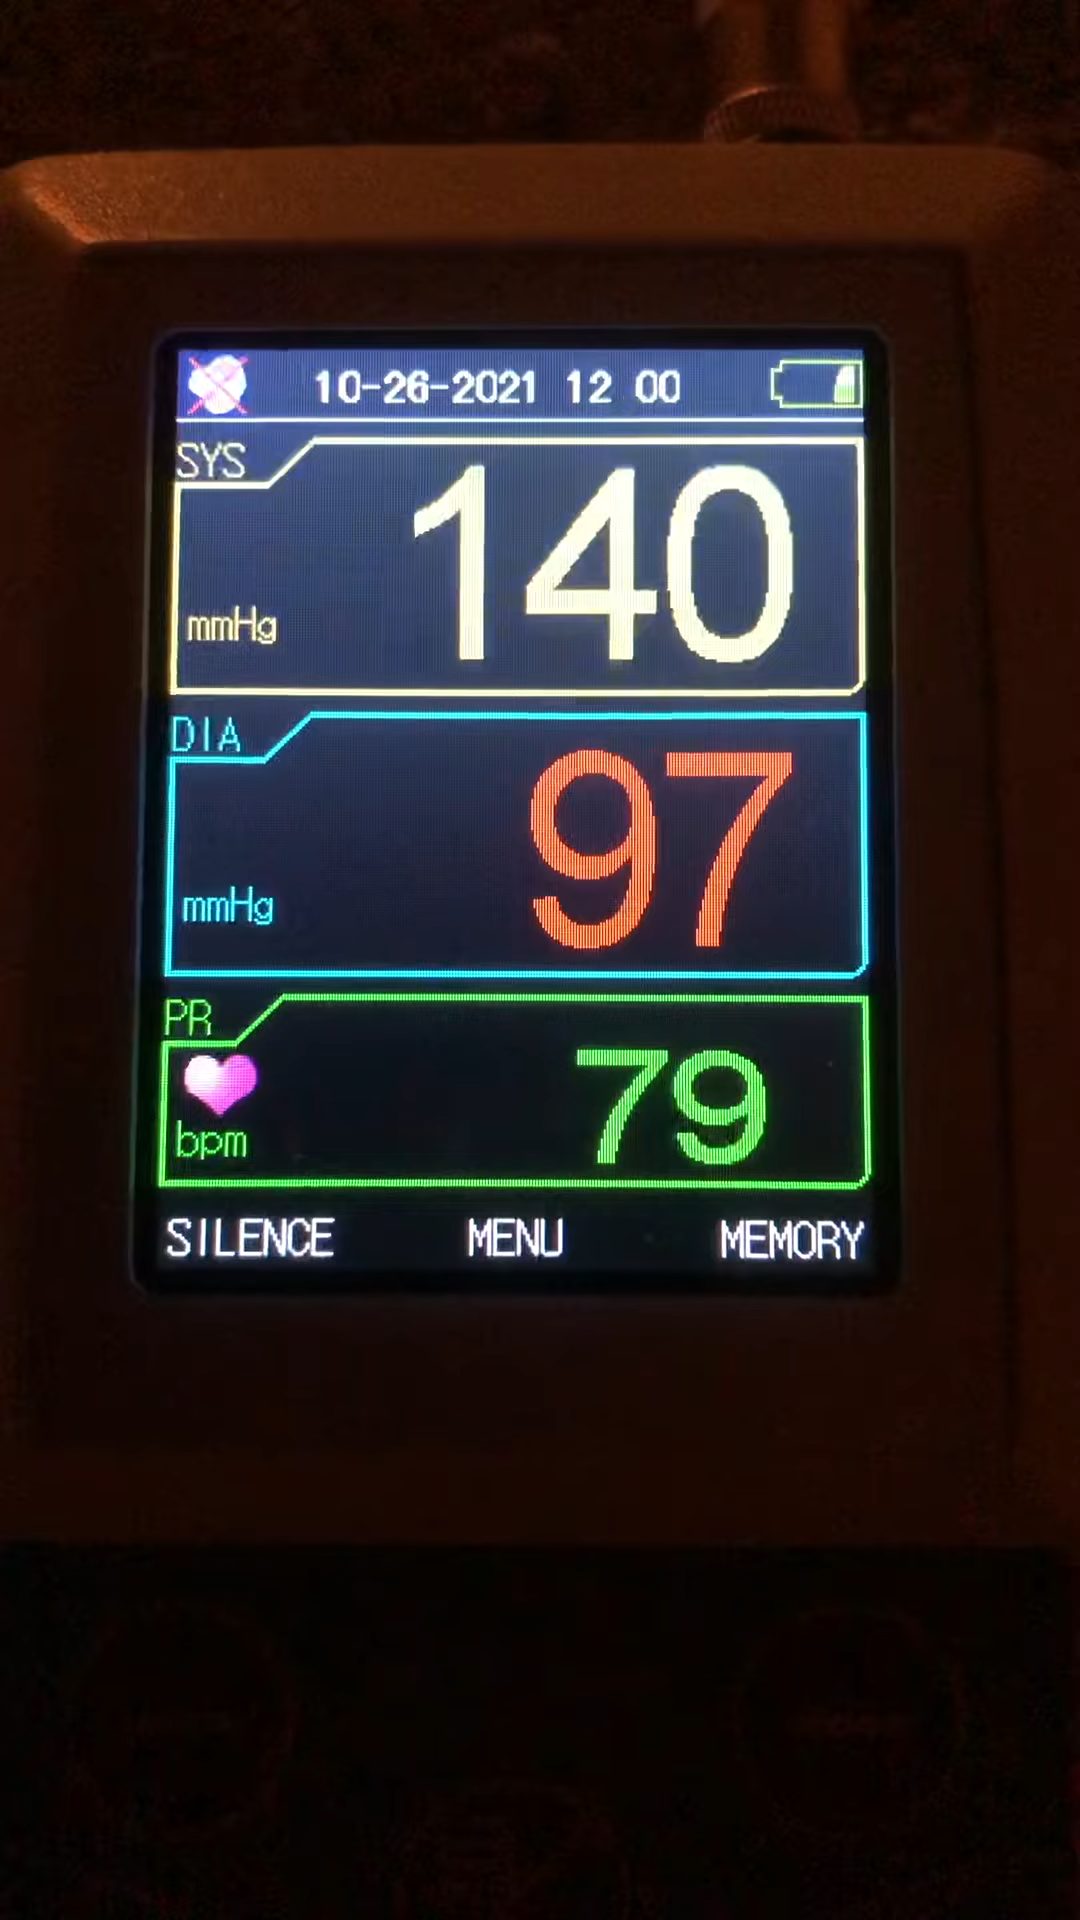 10-26-2021 12 00
SYS
140
mmHg
DIA
97
mmHg
PR
79
bpm
SILENCE MENU MEMORY